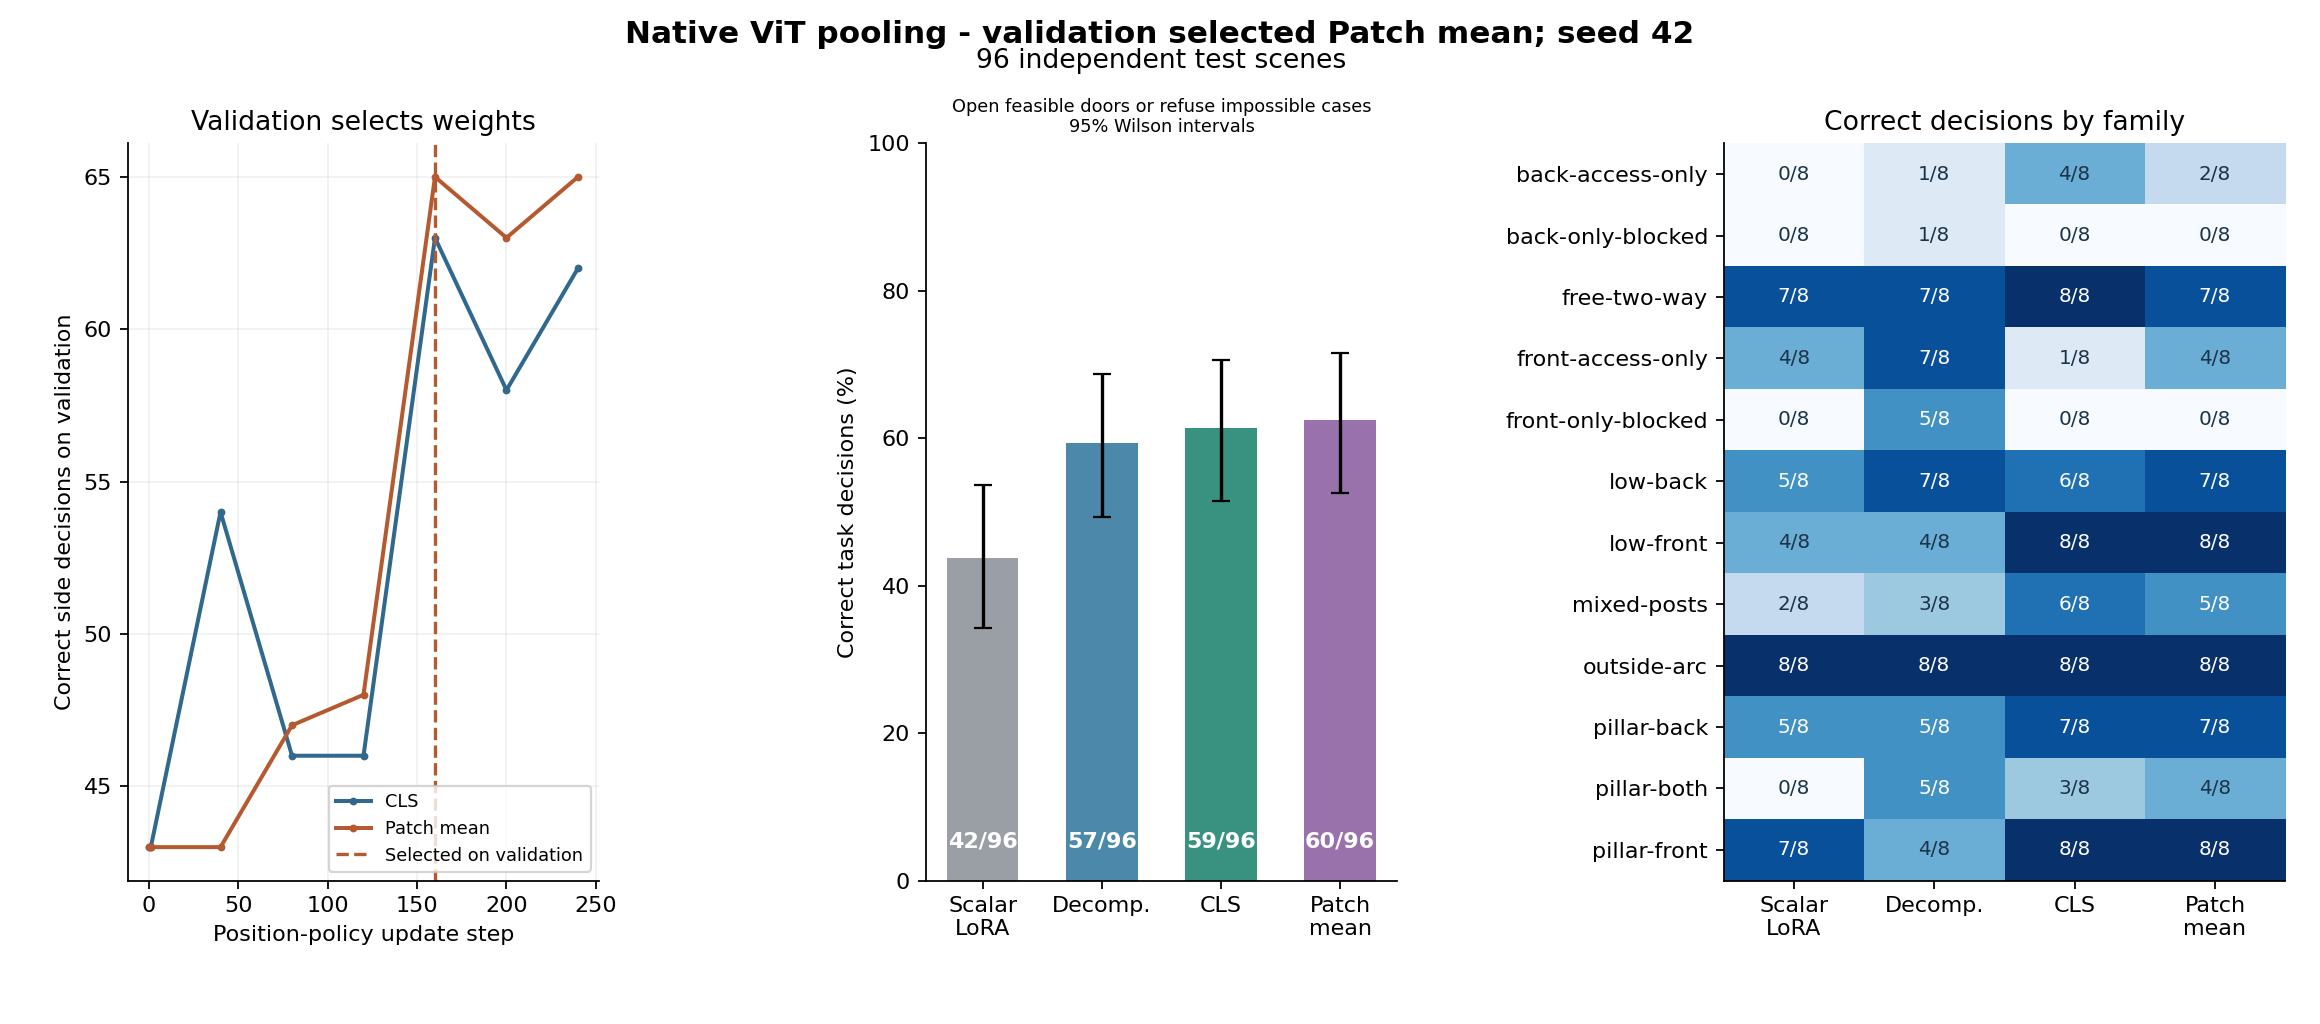 Native ViT pooling - validation selected Patch mean; seed 42
96 independent test scenes
Validation selects weights
Correct side decisions on validation
65
60
55
50
45
0 50 100 150 200 250
Position-policy update step
CLS
Patch mean
Selected on validation
Open feasible doors or refuse impossible cases
95% Wilson intervals
Correct task decisions (%)
100
80
60
40
20
0
42/96 57/96 59/96 60/96
Scalar LoRA Decomp. CLS Patch mean
Correct decisions by family
back-access-only 0/8 1/8 4/8 2/8
back-only-blocked 0/8 1/8 0/8 0/8
free-two-way 7/8 7/8 8/8 7/8
front-access-only 4/8 7/8 1/8 4/8
front-only-blocked 0/8 5/8 0/8 0/8
low-back 5/8 7/8 6/8 7/8
low-front 4/8 4/8 8/8 8/8
mixed-posts 2/8 3/8 6/8 5/8
outside-arc 8/8 8/8 8/8 8/8
pillar-back 5/8 5/8 7/8 7/8
pillar-both 0/8 5/8 3/8 4/8
pillar-front 7/8 4/8 8/8 8/8
Scalar LoRA Decomp. CLS Patch mean